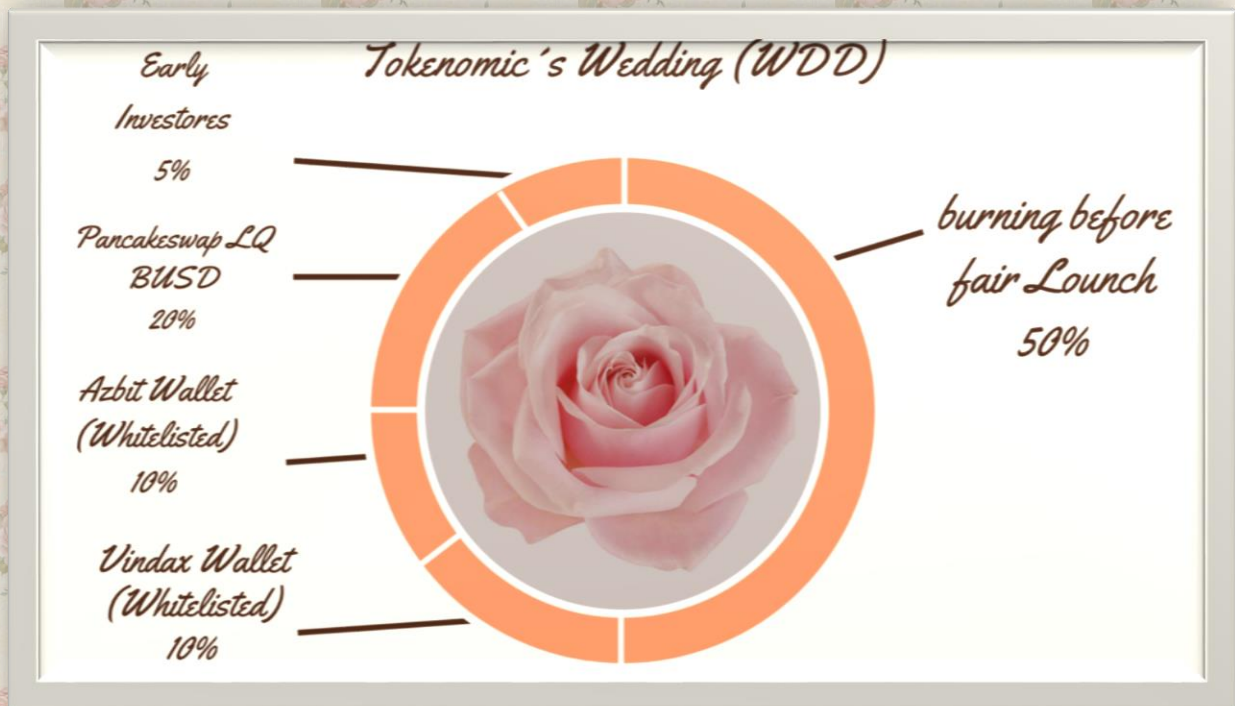 Tokenomic´s Wedding (WDD)
Early
Investores
5%
Pancakeswap LQ
BUSD
20%
Azbit Wallet
(Whitelisted)
10%
Vindax Wallet
(Whitelisted)
10%
burning before
fair Lounch
50%